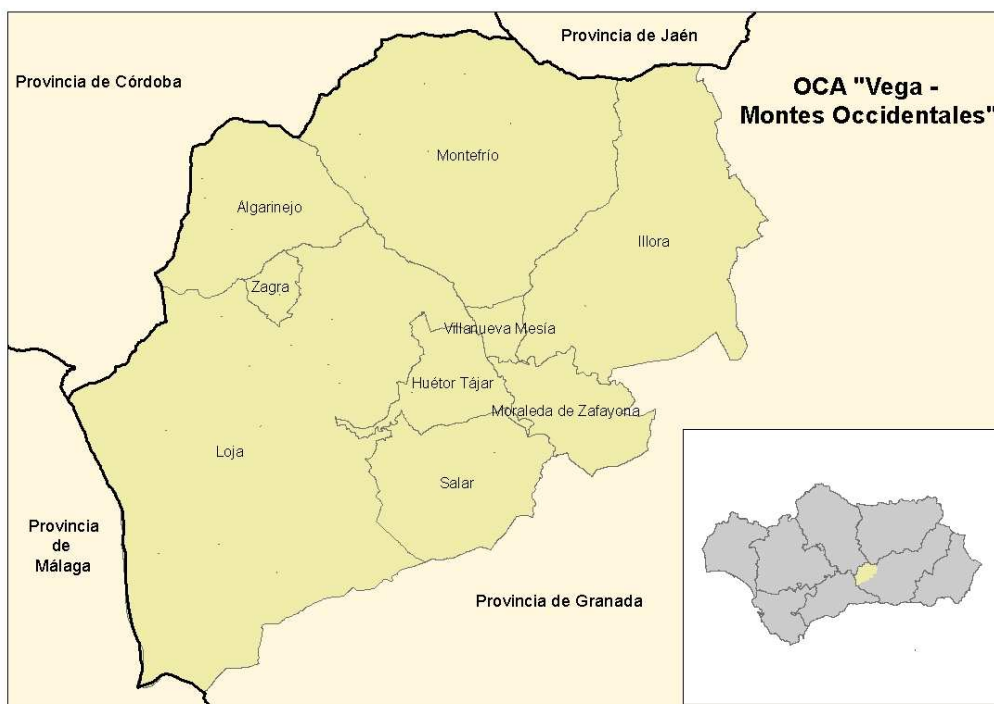 Provincia de Jaén
Provincia de Córdoba
OCA "Vega -
Montes Occidentales"
Montefrío
Algarinejo
Illora
Zagra
Villanueva Mesía
Huétor Tájar
Moraleda de Zafayona
Loja
Salar
Provincia
de
Málaga
Provincia de Granada